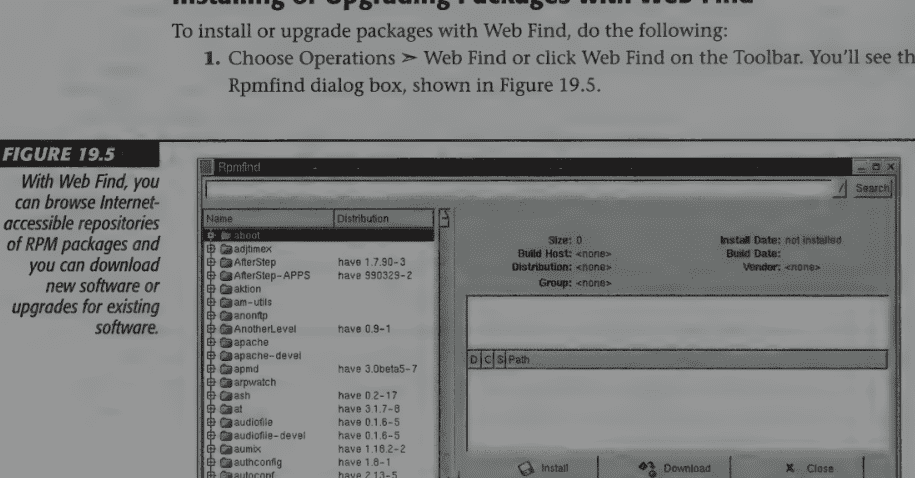 Installing or Upgrading Packages with Web Find
To install or upgrade packages with Web Find, do the following:
1. Choose Operations ➢ Web Find or click Web Find on the Toolbar. You'll see th
Rpmfind dialog box, shown in Figure 19.5.
FIGURE 19.5
With Web Find, you
can browse Internet-
accessible repositories
of RPM packages and
you can download
new software or
upgrades for existing
software.
Rpmfind
Search
Name Distribution
aboot
adjtimex
AfterStep have 1.7.90-3
AfterStep-APPS have 990329-2
aktion
am-utils
anonftp
AnotherLevel have 0.9-1
apache
apache-devel
apmd have 3.0beta5-7
arpwatch
ash have 0.2-17
at have 3.1.7-8
audiofile have 0.1.6-5
audiofile-devel have 0.1.6-5
aumix have 1.18.2-2
authconfig have 1.8-1
autoconf have 2.13-5
Size: 0 Install Date: not installed
Build Host: <none> Build Date:
Distribution: <none> Vender: <none>
Group: <none>
D C S Path
Install Download Close